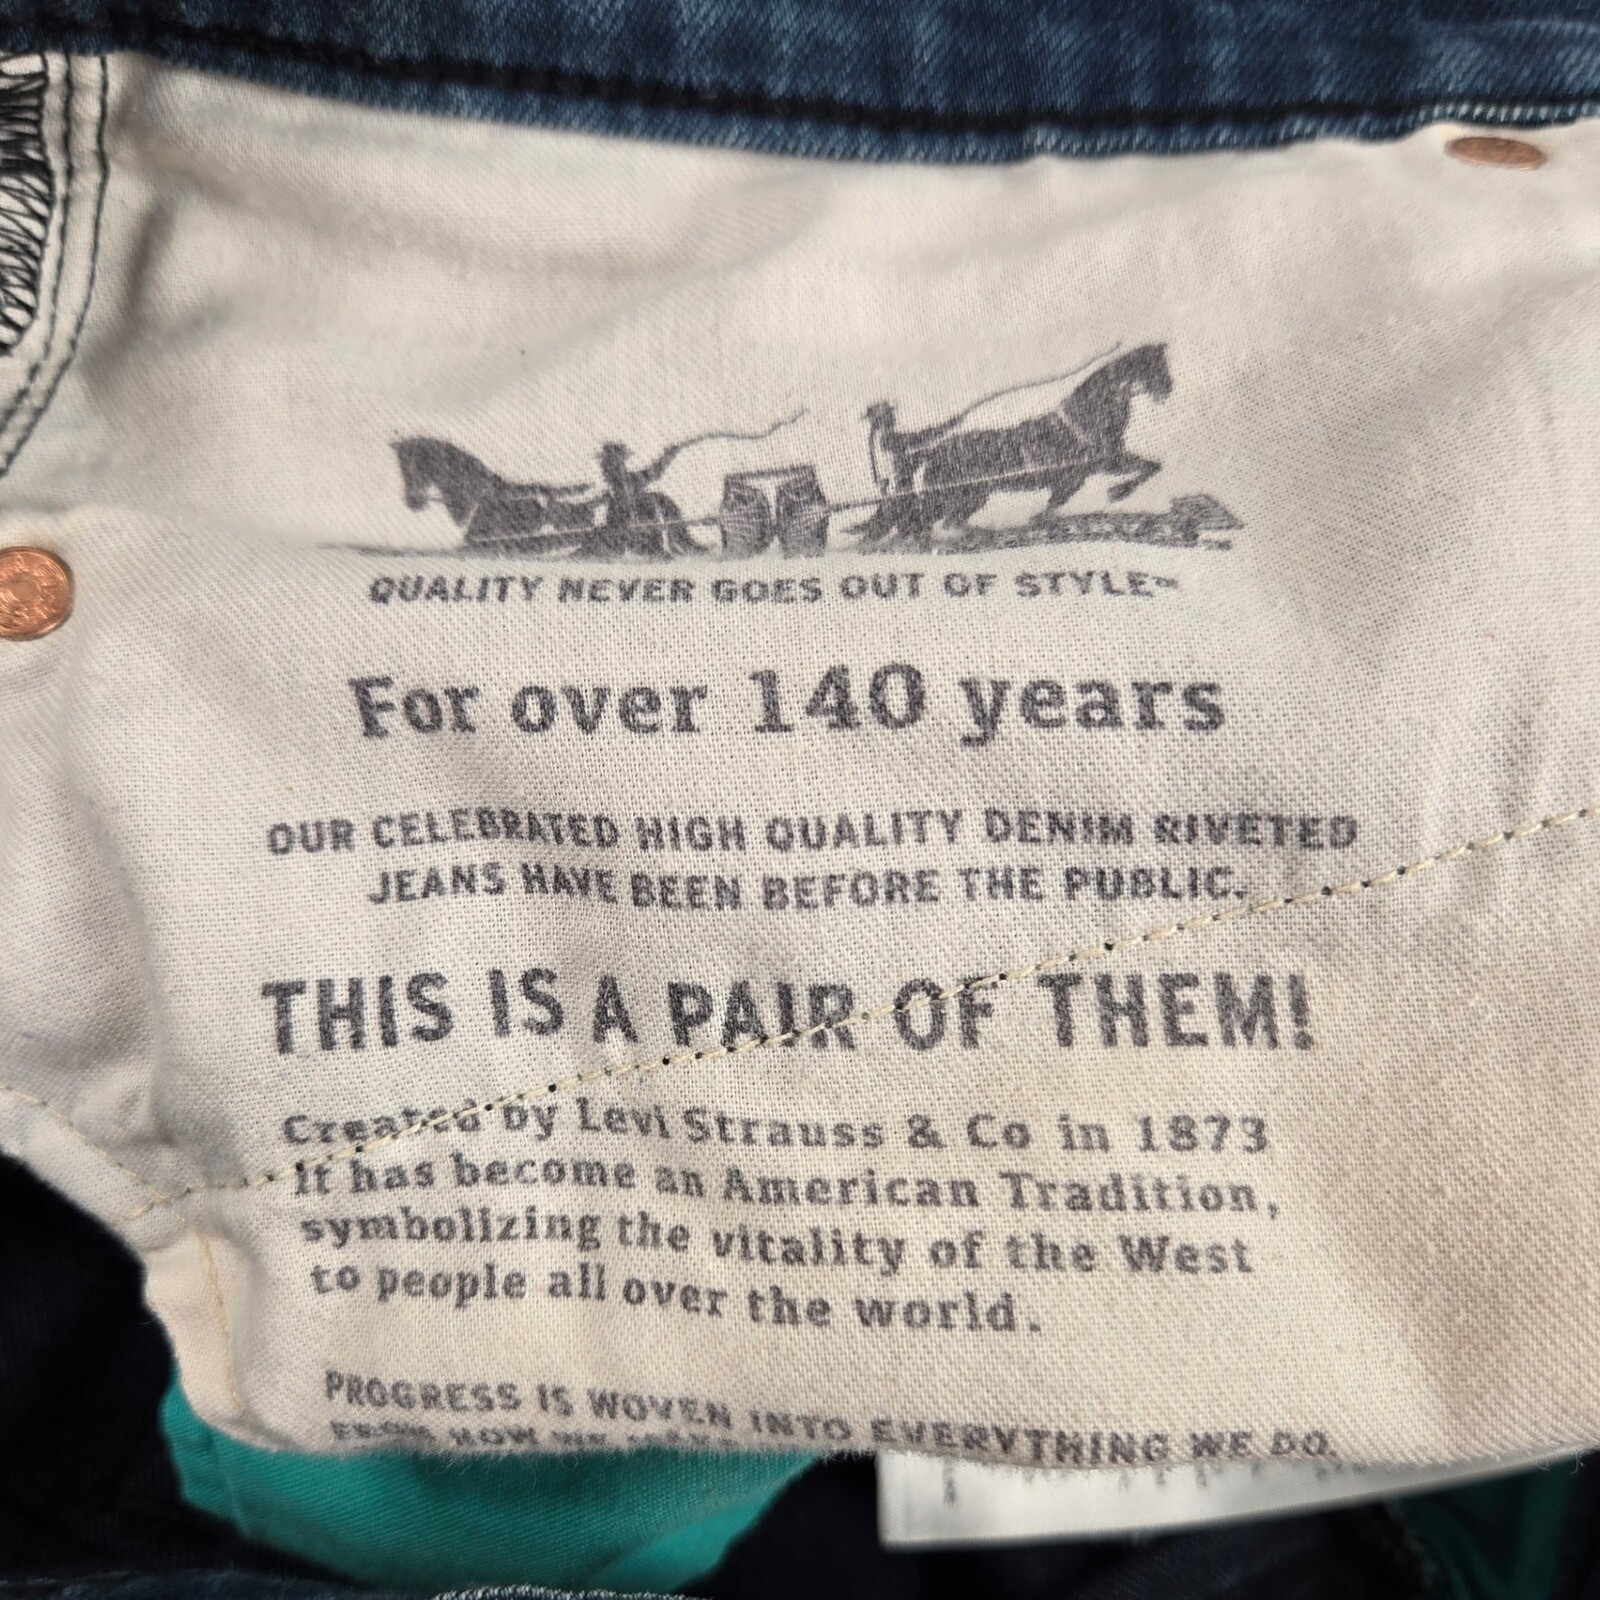 QUALITY NEVER GOES OUT OF STYLE™
For over 140 years
OUR CELEBRATED HIGH QUALITY DENIM RIVETED
JEANS HAVE BEEN BEFORE THE PUBLIC.
THIS IS A PAIR OF THEM!
Created by Levi Strauss & Co in 1873
It has become an American Tradition,
symbolizing the vitality of the West
to people all over the world.
PROGRESS IS WOVEN INTO EVERYTHING WE DO.
FROM HOW WE